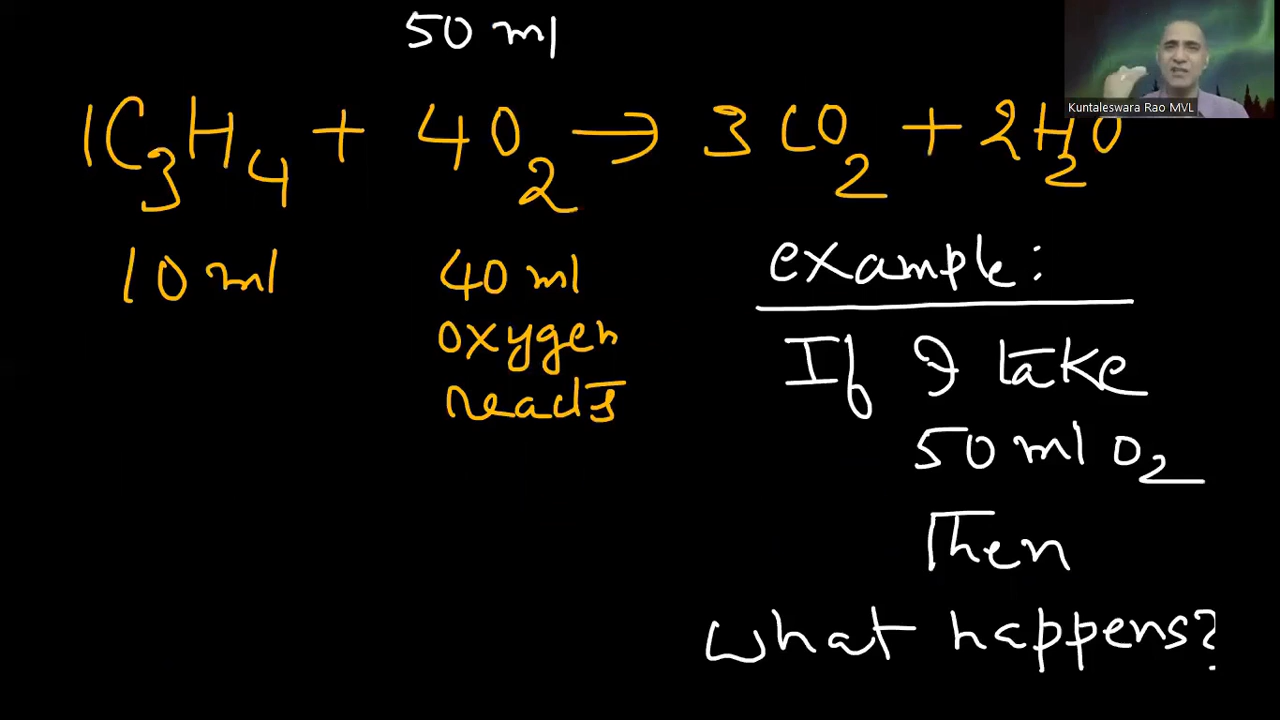 50 ml
Kuntaleswara Rao MVL
1C3H4 + 4O2 → 3CO2 + 2H2O
10 ml
40 ml
oxygen
reacts
example:
If I take
50 ml O2
Then
what happens?